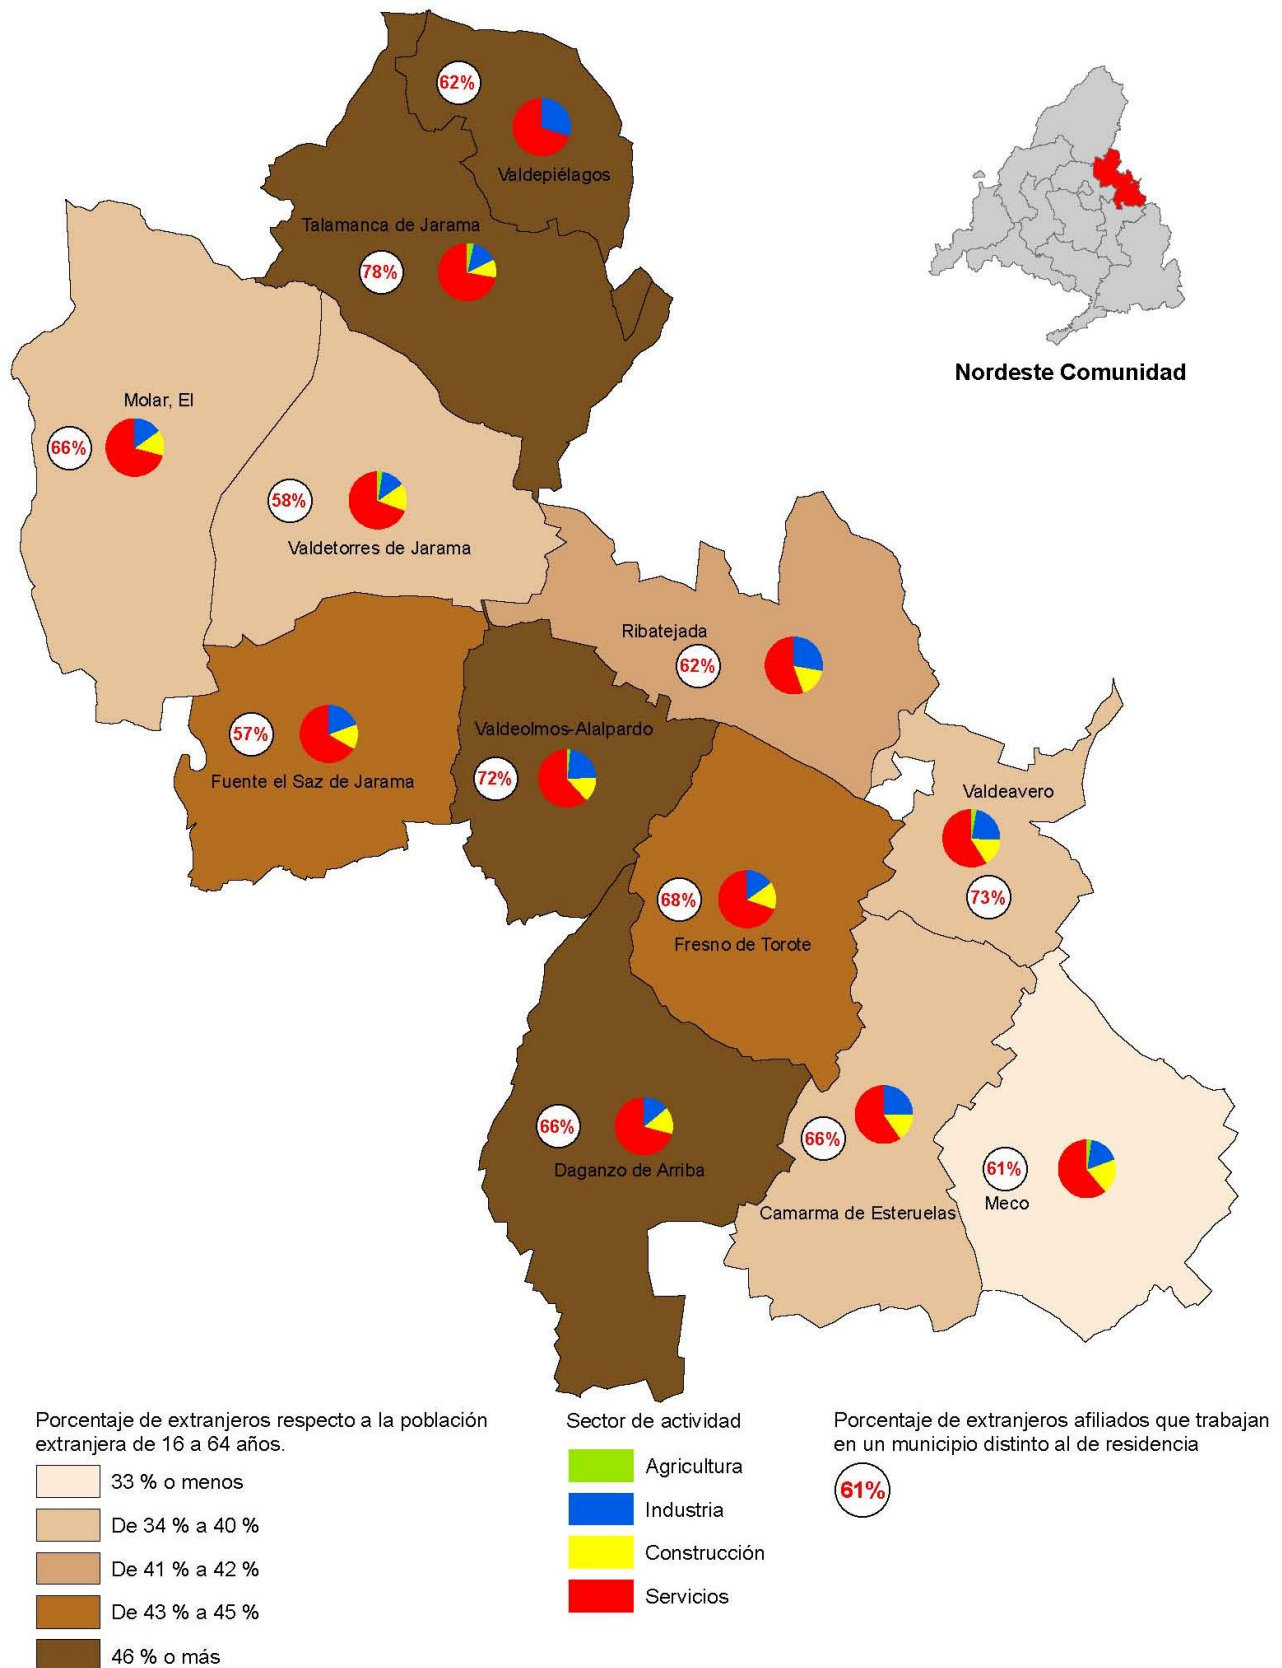 62%
Valdepiélagos
Talamanca de Jarama
78%
Nordeste Comunidad
Molar, El
66%
58%
Valdetorres de Jarama
Ribatejada
62%
57%
Fuente el Saz de Jarama
Valdeolmos-Alalpardo
72%
Valdeavero
73%
68%
Fresno de Torote
66%
Daganzo de Arriba
66%
Camarma de Esteruelas
61%
Meco
Porcentaje de extranjeros respecto a la población
extranjera de 16 a 64 años.
33 % o menos
De 34 % a 40 %
De 41 % a 42 %
De 43 % a 45 %
46 % o más
Sector de actividad
Agricultura
Industria
Construcción
Servicios
Porcentaje de extranjeros afiliados que trabajan
en un municipio distinto al de residencia
61%